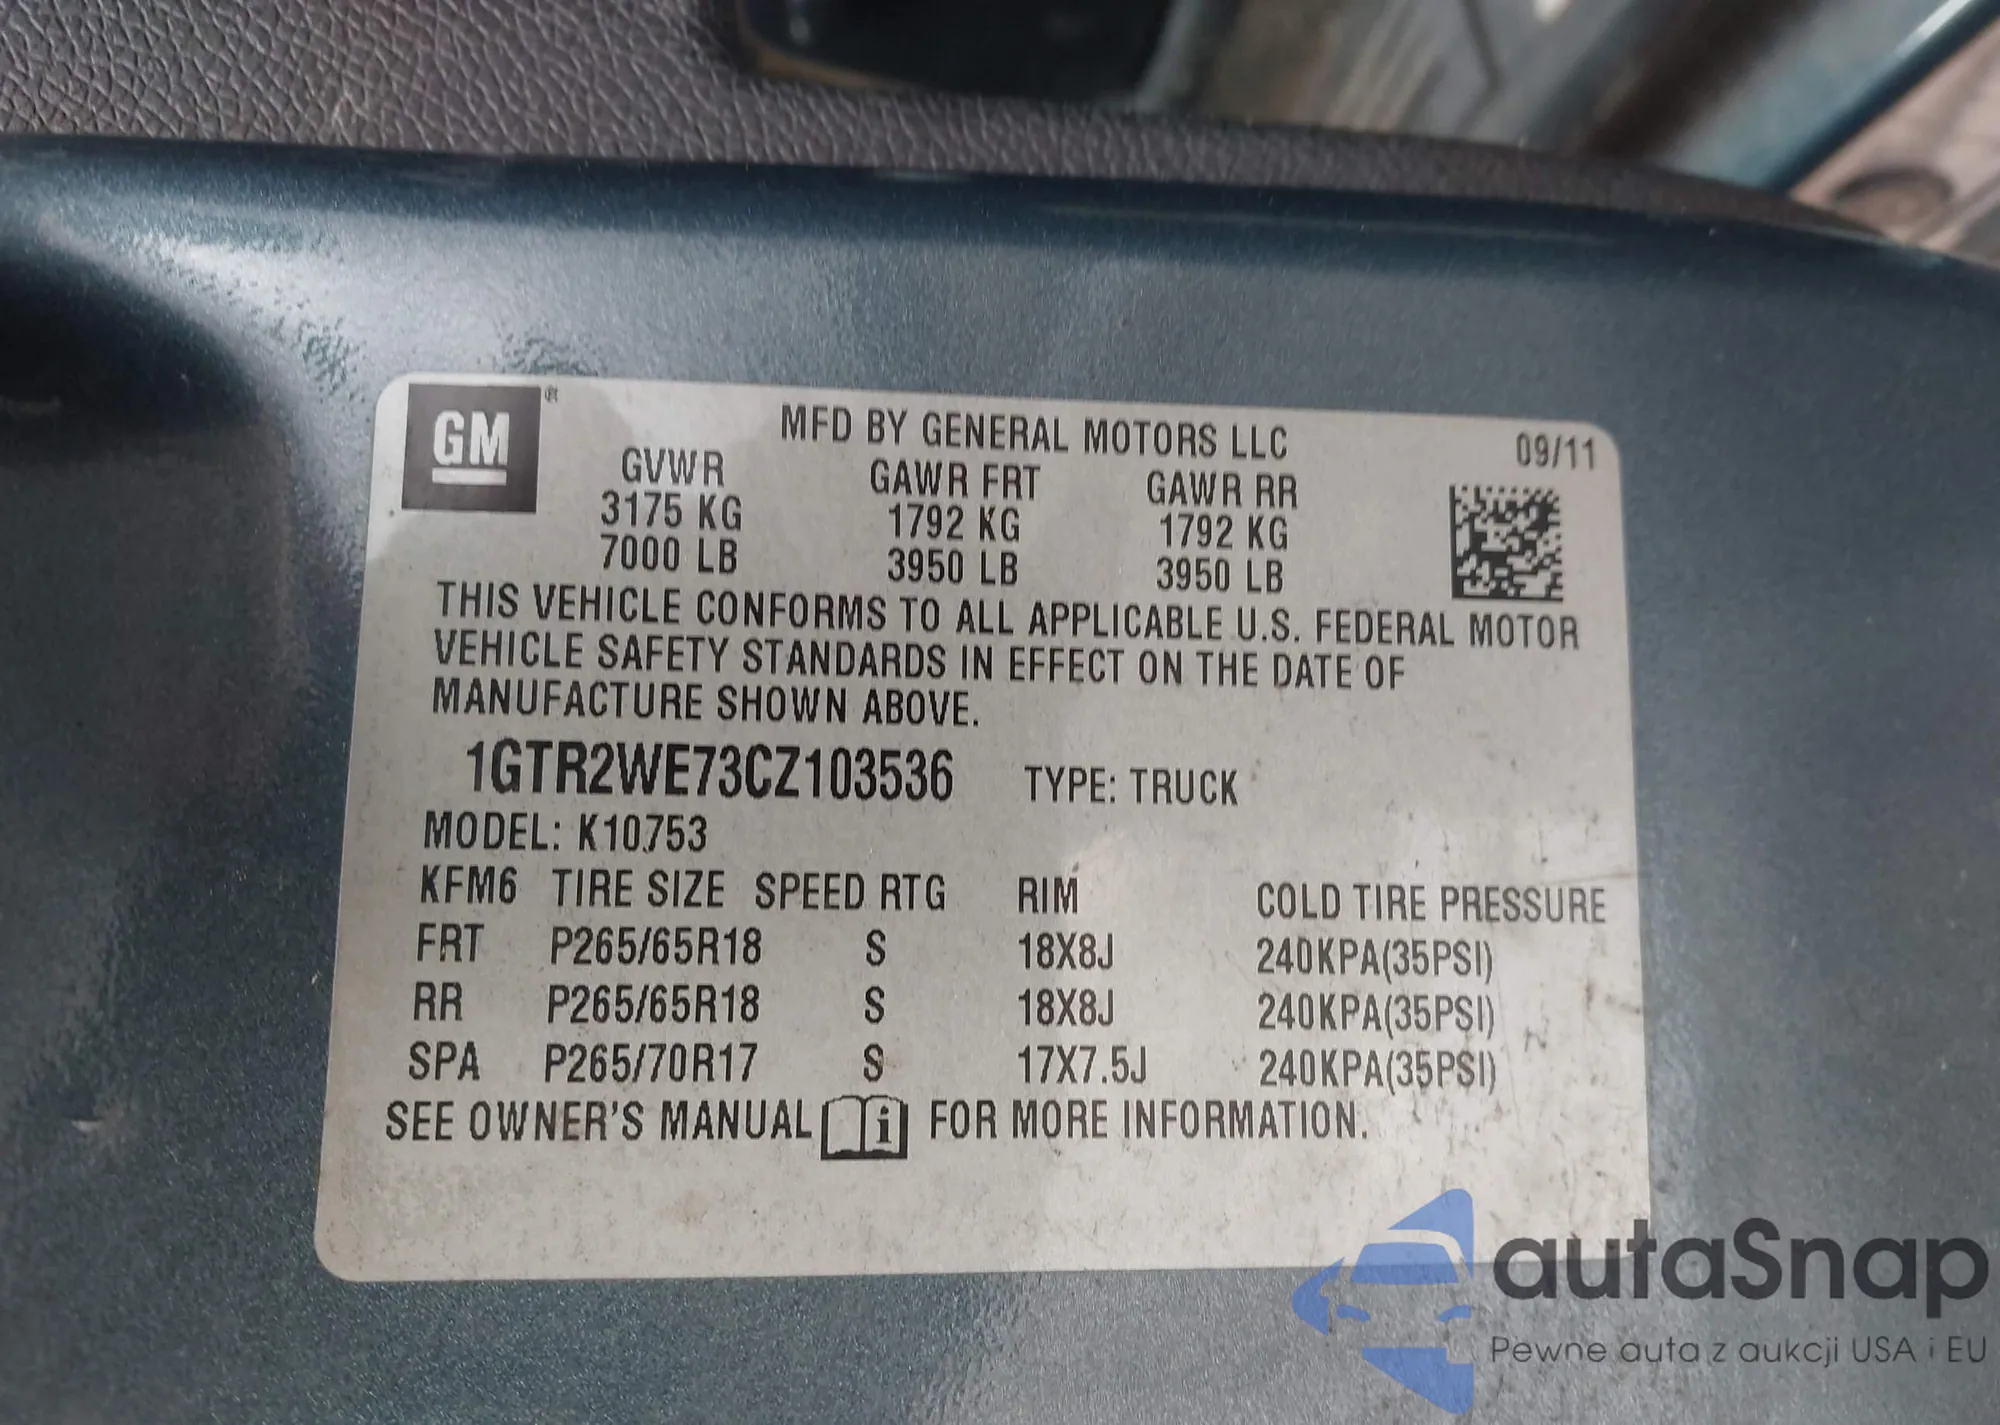 GM
MFD BY GENERAL MOTORS LLC 09/11
GVWR GAWR FRT GAWR RR
3175 KG 1792 KG 1792 KG
7000 LB 3950 LB 3950 LB
THIS VEHICLE CONFORMS TO ALL APPLICABLE U.S. FEDERAL MOTOR
VEHICLE SAFETY STANDARDS IN EFFECT ON THE DATE OF
MANUFACTURE SHOWN ABOVE.
1GTR2WE73CZ103536 TYPE: TRUCK
MODEL: K10753
KFM6 TIRE SIZE SPEED RTG RIM COLD TIRE PRESSURE
FRT P265/65R18 S 18X8J 240KPA(35PSI)
RR P265/65R18 S 18X8J 240KPA(35PSI)
SPA P265/70R17 S 17X7.5J 240KPA(35PSI)
SEE OWNER'S MANUAL i FOR MORE INFORMATION.
autaSnap
Pewne auta z aukcji USA i EU